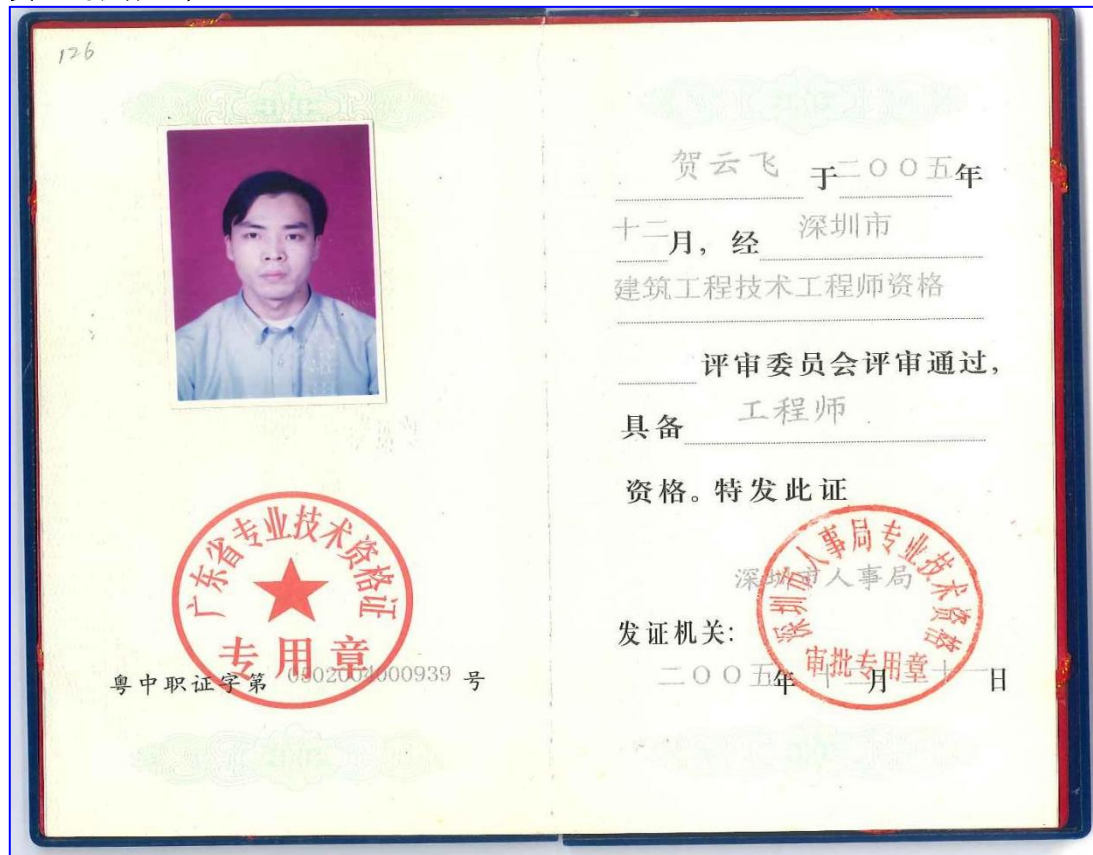 126
广东省专业技术资格证
专用章
粤中职证字第 0502004000939 号
贺云飞 于二〇〇五年
十二月，经 深圳市
建筑工程技术工程师资格
评审委员会评审通过，
具备 工程师
资格。特发此证
深圳市人事局专业技术资格
审批专用章
深圳市人事局
发证机关：
二〇〇五年十二月 十一日